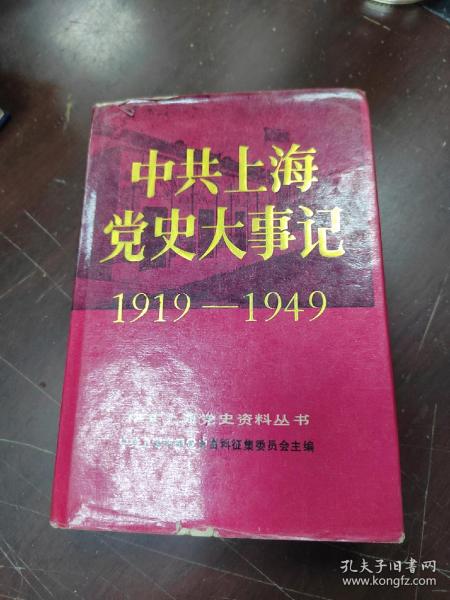 中共上海
党史大事记
1919—1949
党史资料丛书
资料征集委员会主编
孔夫子旧书网
www.kongfz.com